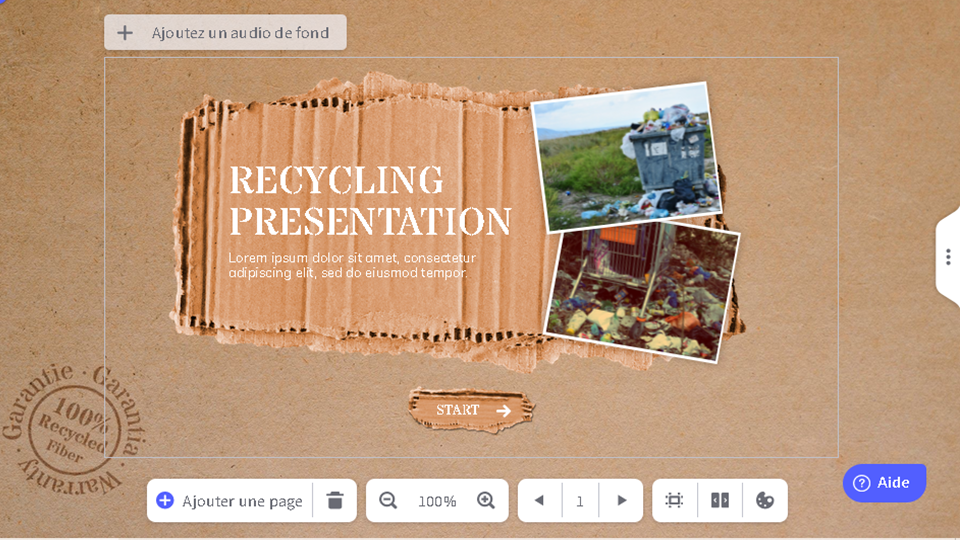 Ajoutez un audio de fond
RECYCLING
PRESENTATION
Lorem ipsum dolor sit amet, consectetur
adipiscing elit, sed do eiusmod tempor.
START
Garantie · Garantia
100%
Recycled
Fiber
Warranty
Ajouter une page
100%
1
Aide